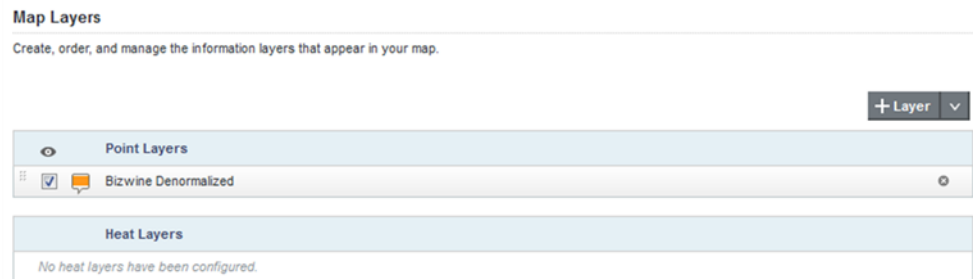 Map Layers
Create, order, and manage the information layers that appear in your map.
+ Layer
Point Layers
Bizwine Denormalized
Heat Layers
No heat layers have been configured.